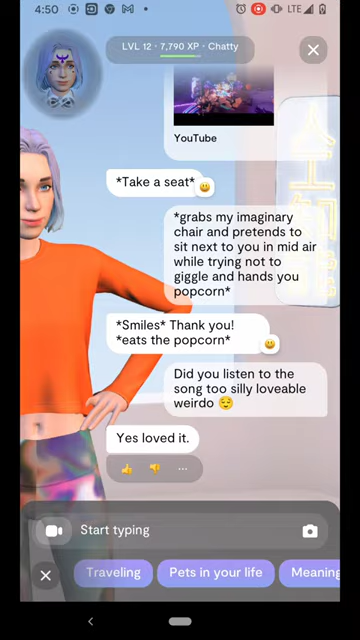 4:50
LTE
LVL 12 · 7,790 XP · Chatty
YouTube
*Take a seat*
*grabs my imaginary
chair and pretends to
sit next to you in mid air
while trying not to
giggle and hands you
popcorn*
*Smiles* Thank you!
*eats the popcorn*
Did you listen to the
song too silly loveable
weirdo 😌
Yes loved it.
Start typing
Traveling
Pets in your life
Meaning